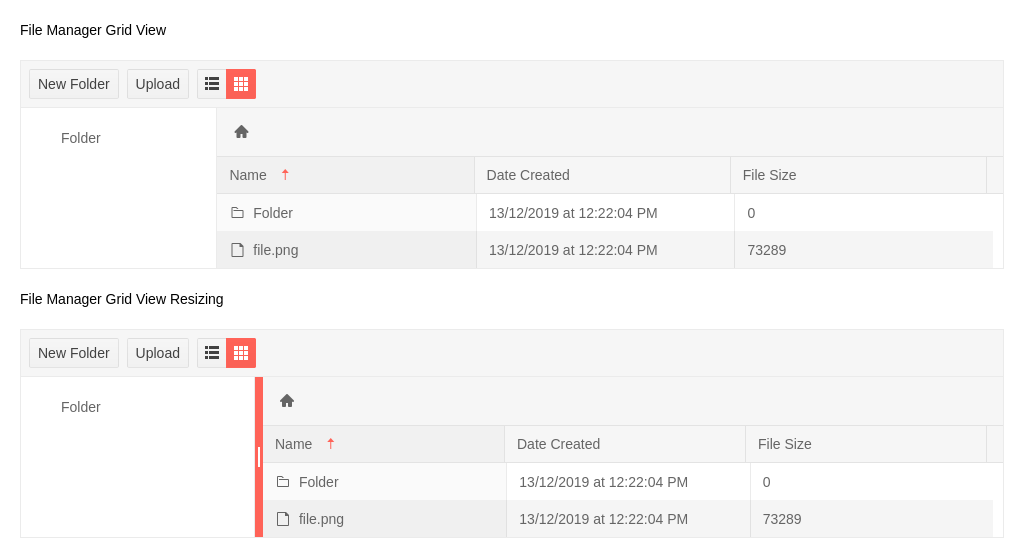 File Manager Grid View
New Folder Upload
Folder
Name Date Created File Size
Folder 13/12/2019 at 12:22:04 PM 0
file.png 13/12/2019 at 12:22:04 PM 73289
File Manager Grid View Resizing
New Folder Upload
Folder
Name Date Created File Size
Folder 13/12/2019 at 12:22:04 PM 0
file.png 13/12/2019 at 12:22:04 PM 73289